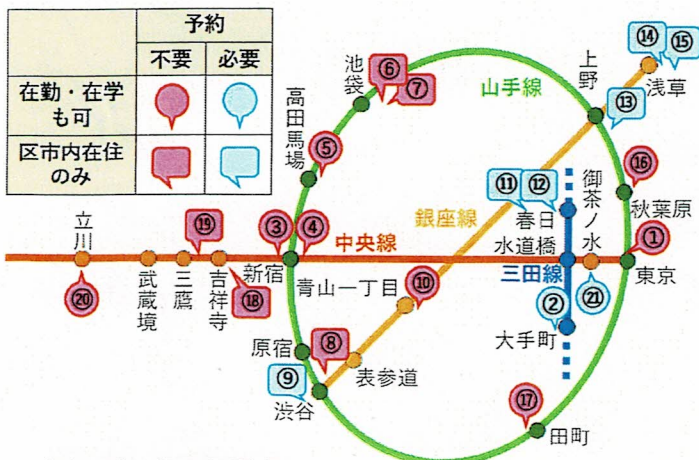 予約
不要
必要
在勤・在学
も可
区市内在住
のみ
池袋
⑥
⑦
高田馬場
⑤
山手線
上野
⑭
⑮
浅草
⑬
⑯
秋葉原
⑪
⑫
春日
御茶ノ水
銀座線
立川
⑲
③
④
中央線
水道橋
①
武蔵境
三鷹
吉祥寺
新宿
青山一丁目
⑩
三田線
東京
⑳
⑱
②
㉑
大手町
原宿
⑧
⑨
表参道
渋谷
⑰
田町